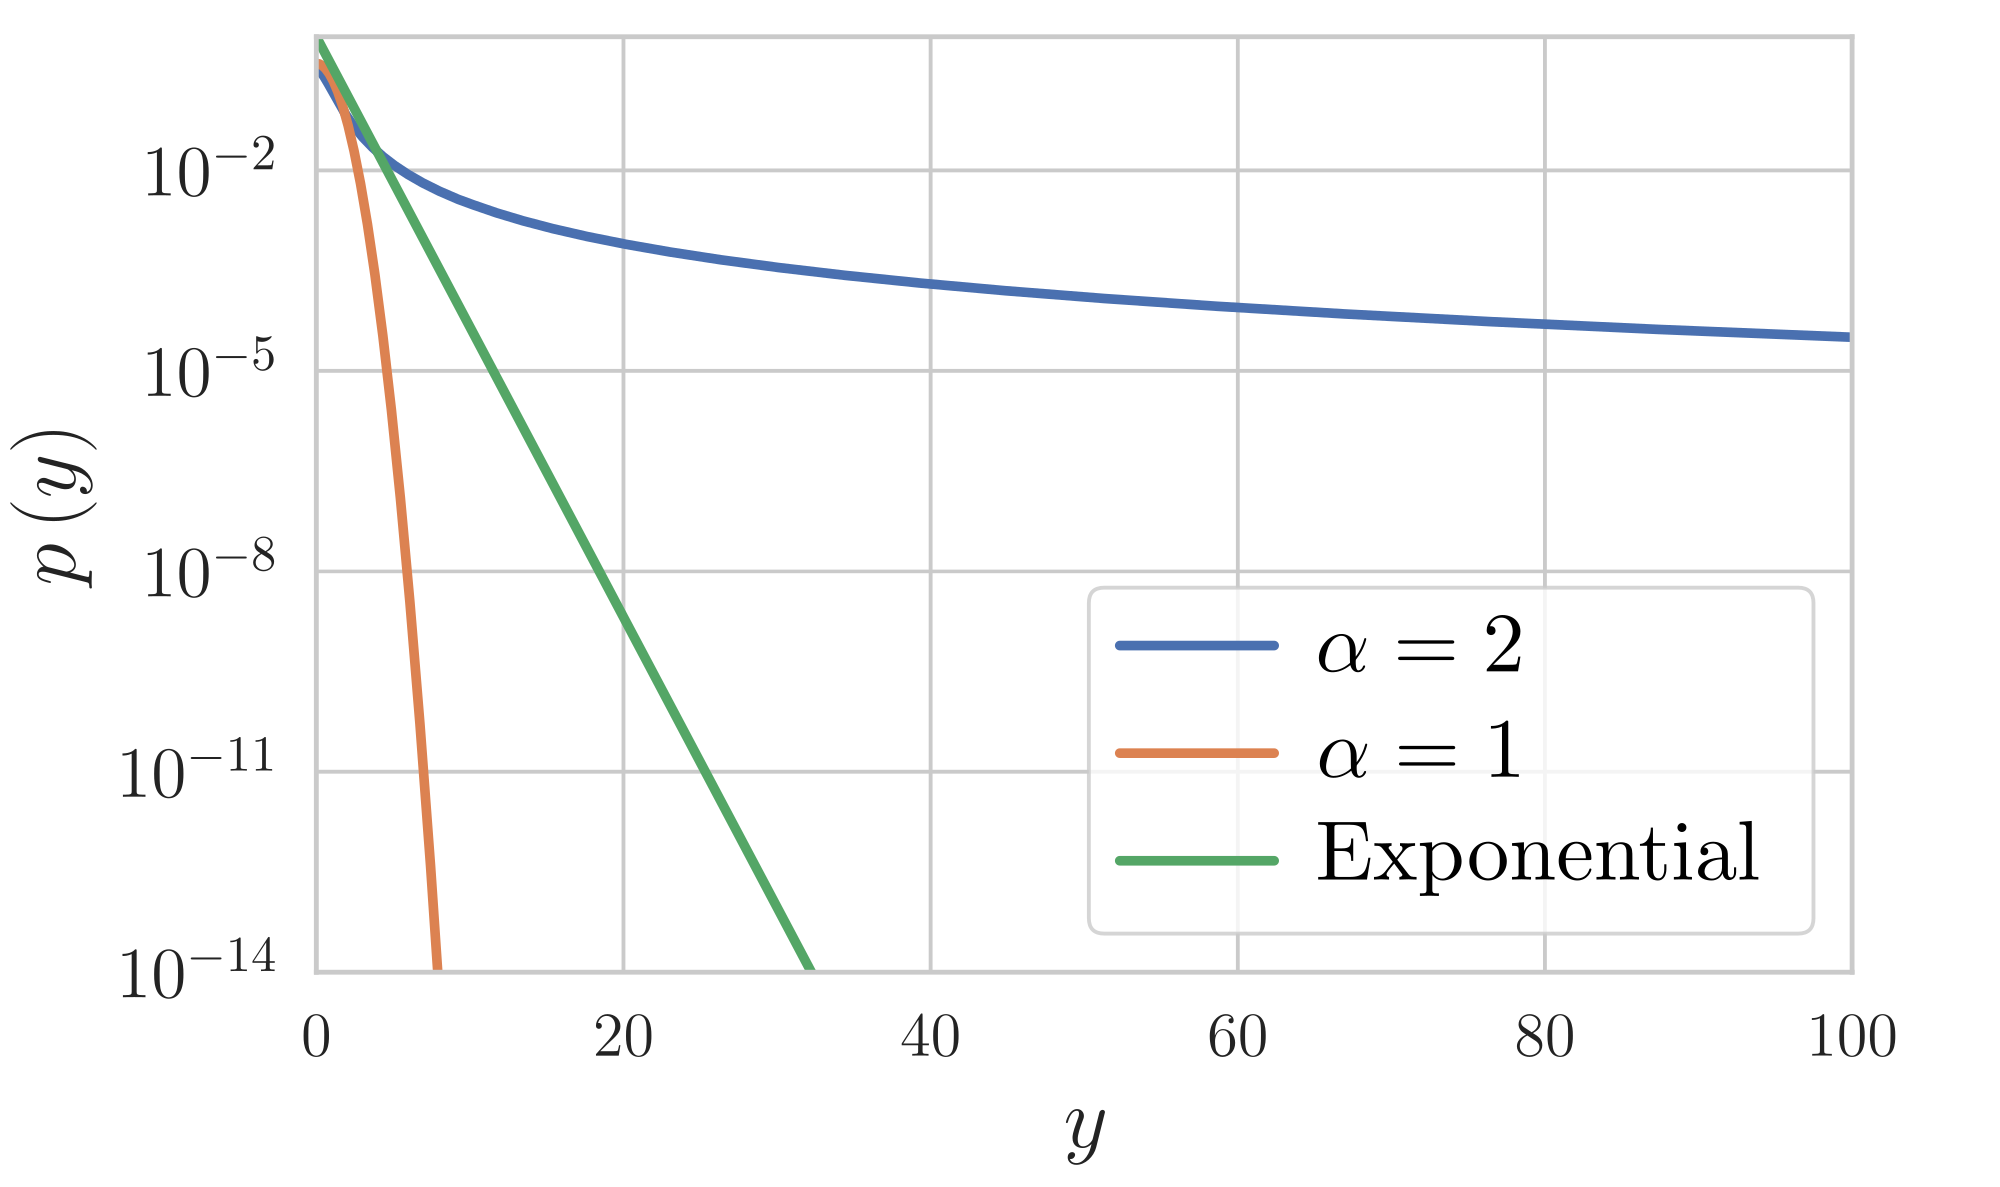 10⁻²
10⁻⁵
10⁻⁸
10⁻¹¹
10⁻¹⁴
p (y)
α = 2
α = 1
Exponential
0 20 40 60 80 100
y